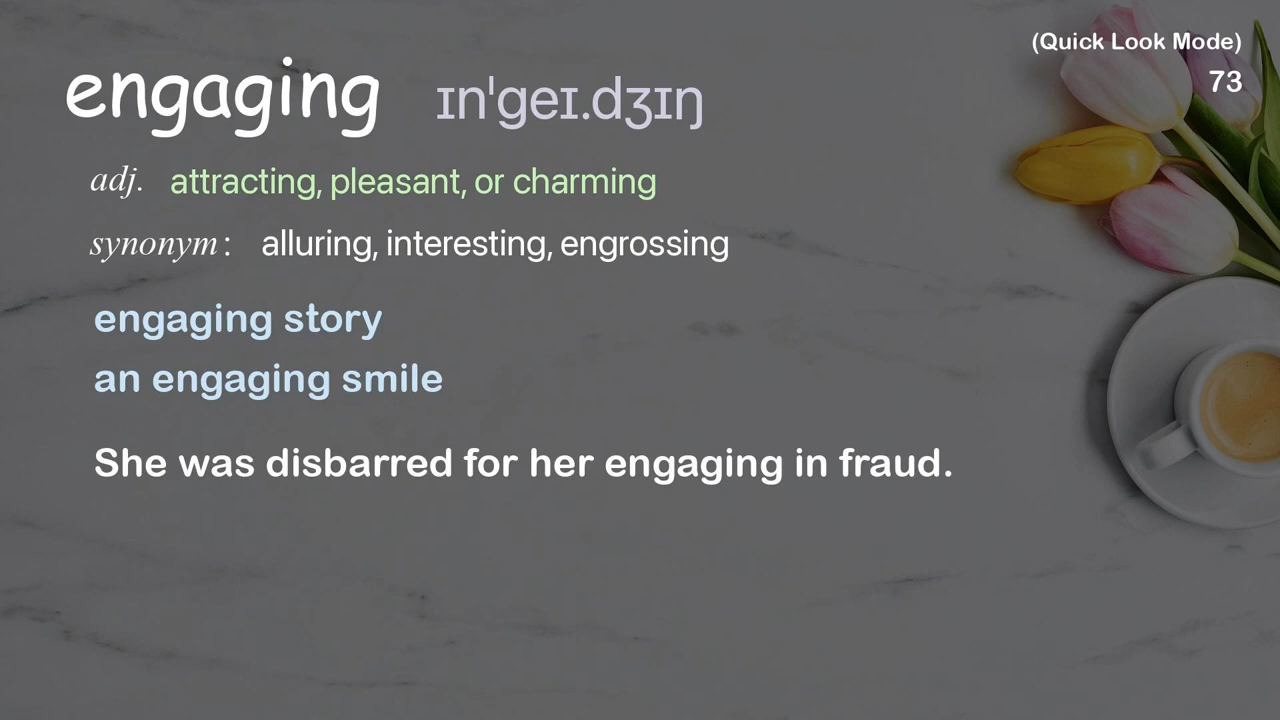 (Quick Look Mode)
73
engaging ɪnˈɡeɪ.dʒɪŋ
adj. attracting, pleasant, or charming
synonym: alluring, interesting, engrossing
engaging story
an engaging smile
She was disbarred for her engaging in fraud.